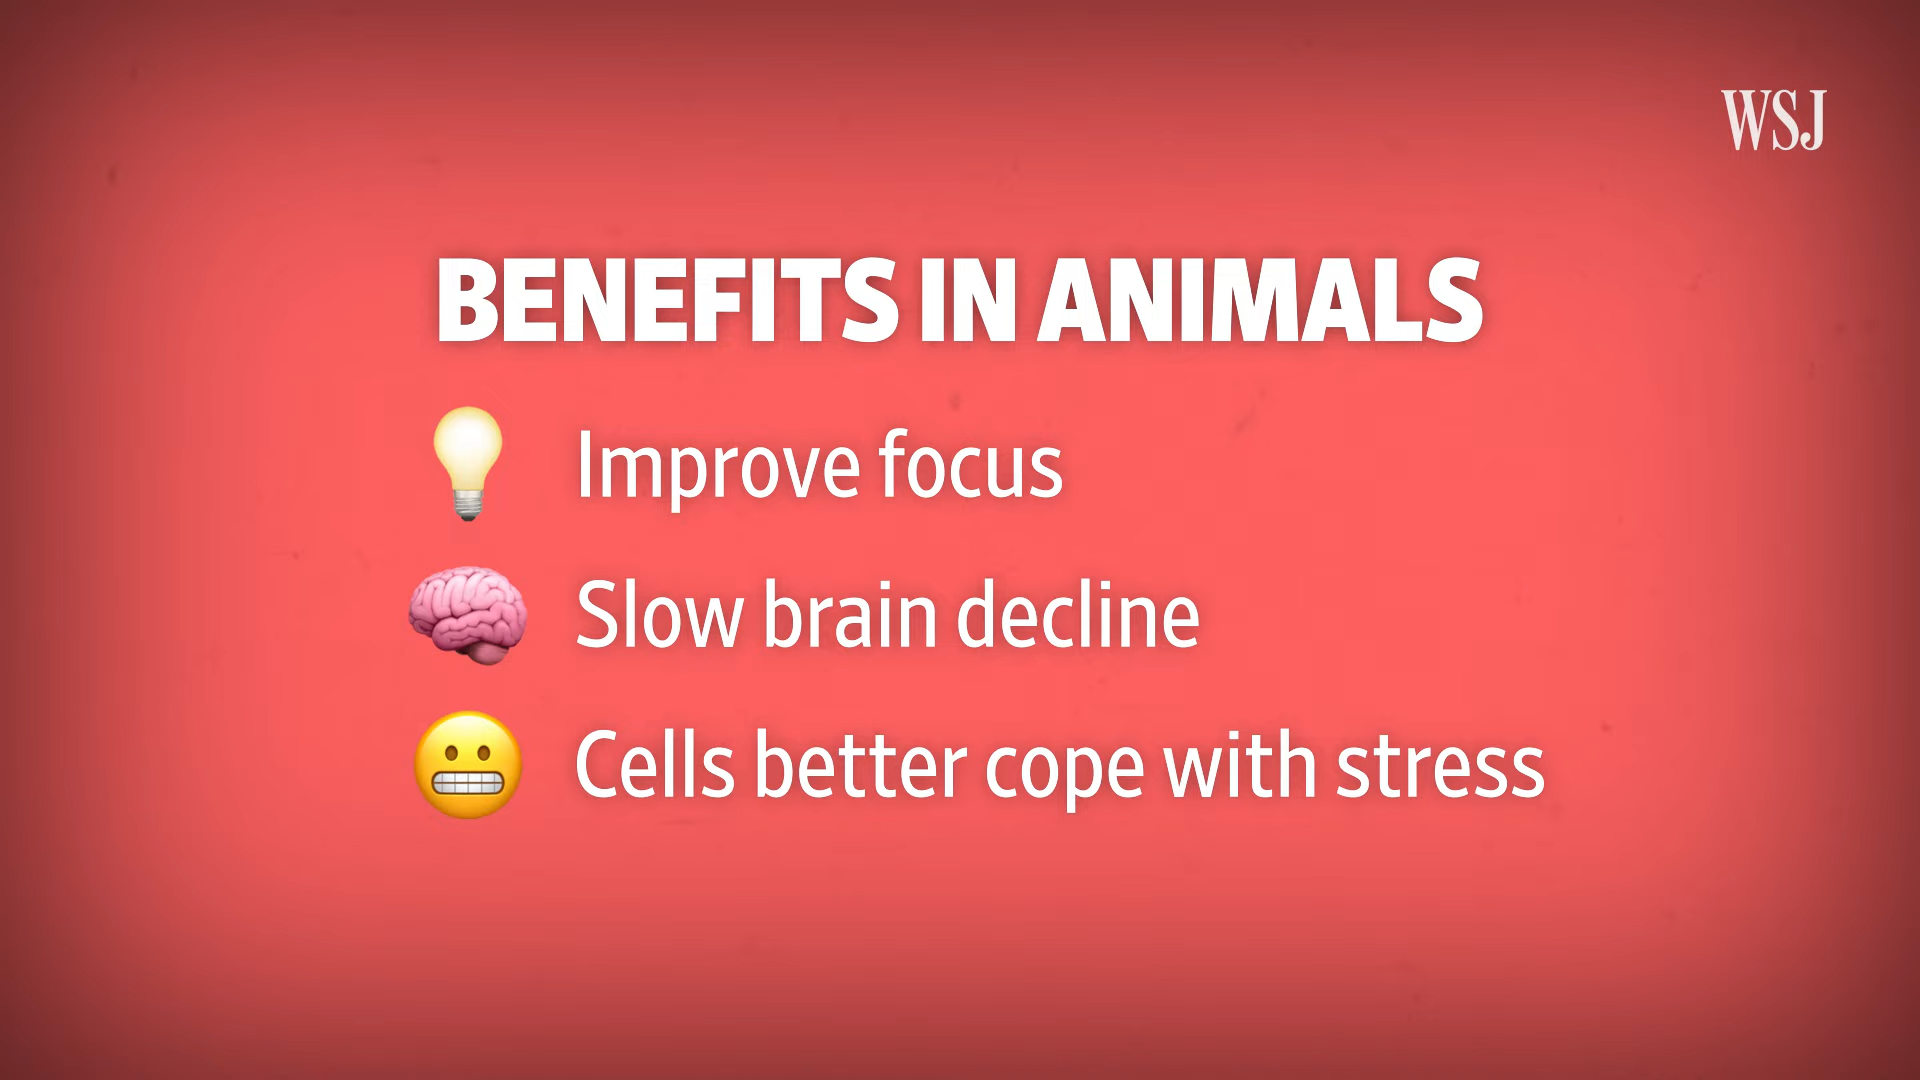 WSJ
BENEFITS IN ANIMALS
Improve focus
Slow brain decline
Cells better cope with stress